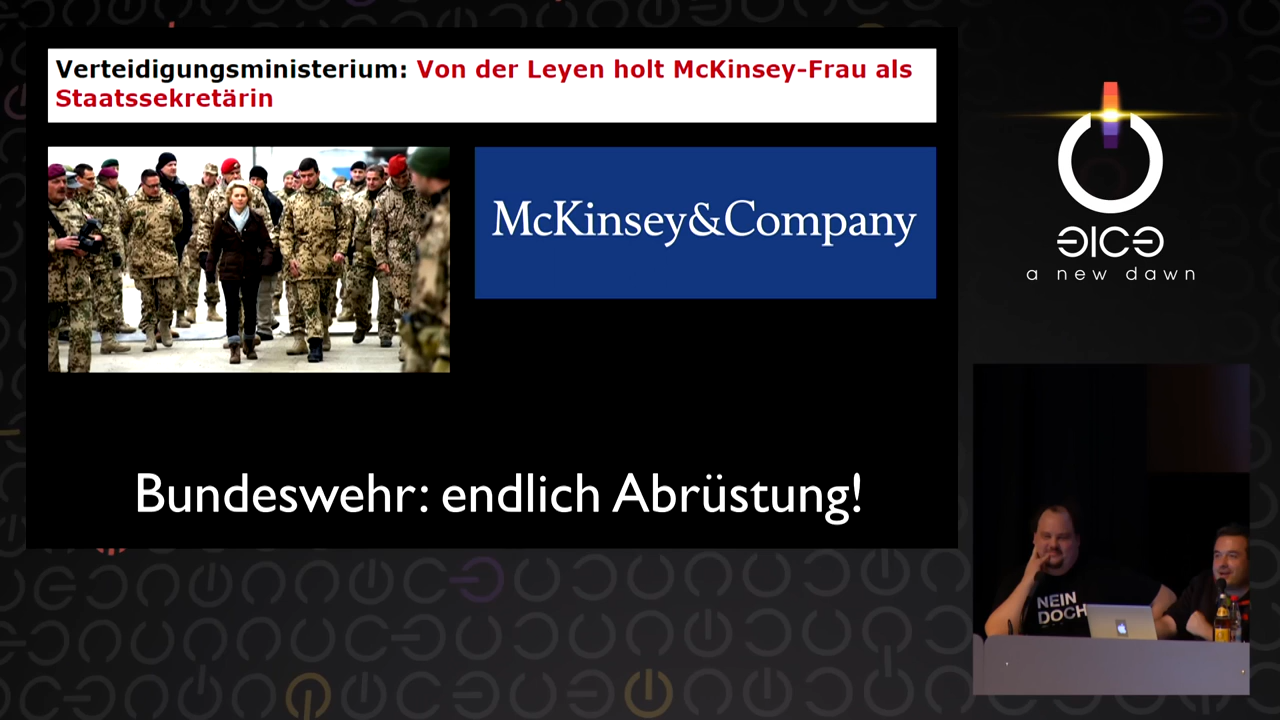 Verteidigungsministerium: Von der Leyen holt McKinsey-Frau als
Staatssekretärin
McKinsey&Company
Bundeswehr: endlich Abrüstung!
a new dawn
NEIN
DOCH